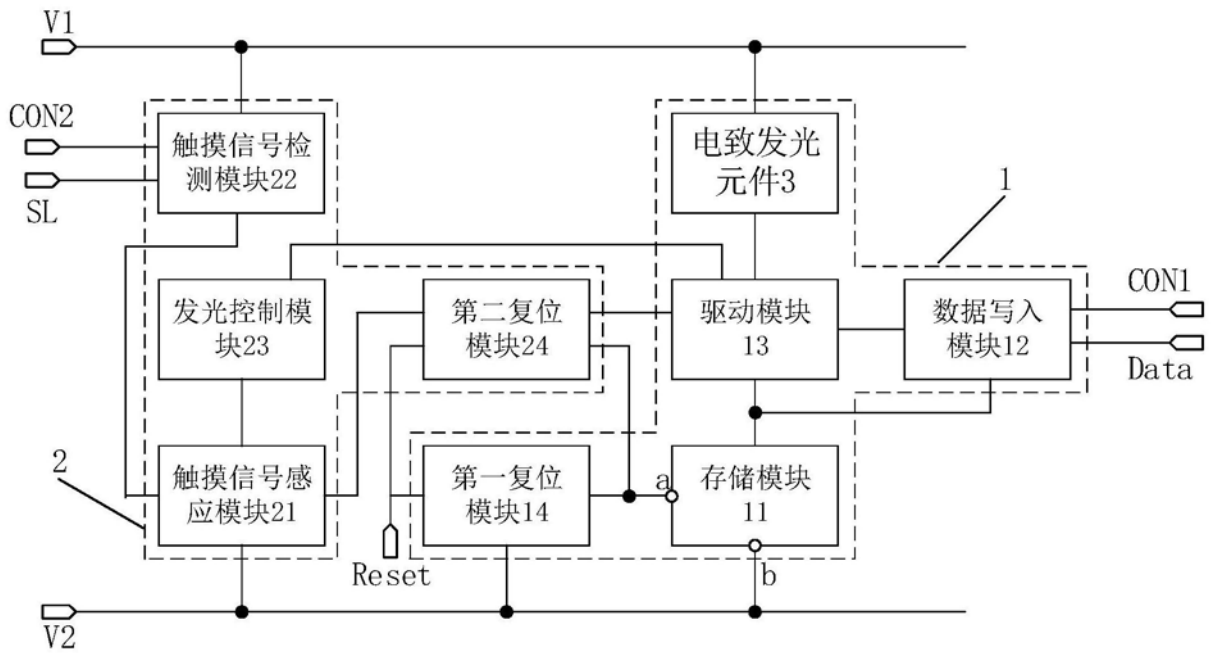 V1
CON2
SL
触摸信号检
测模块22
电致发光
元件3
1
发光控制模
块23
第二复位
模块24
驱动模块
13
数据写入
模块12
CON1
Data
2
触摸信号感
应模块21
第一复位
模块14
a
存储模块
11
b
Reset
V2